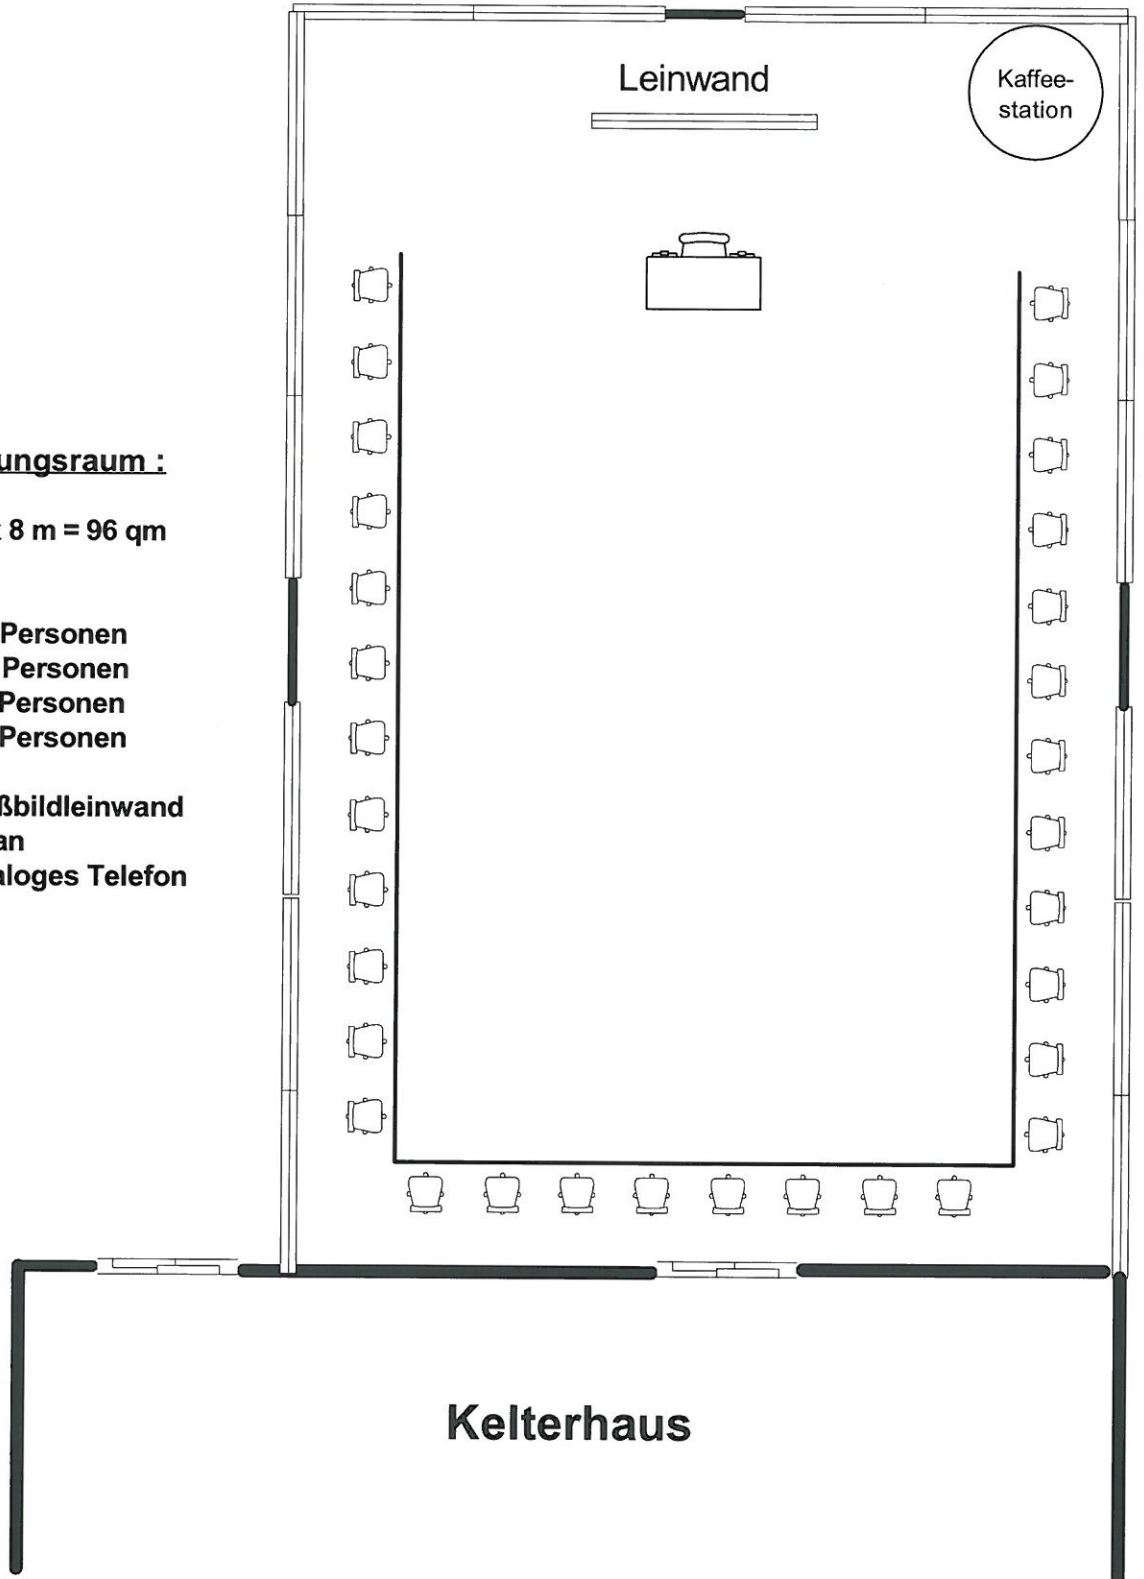 Leinwand
Kaffee-
station
ungsraum :
x 8 m = 96 qm
Personen
Personen
Personen
Personen
ßbildleinwand
an
aloges Telefon
Kelterhaus